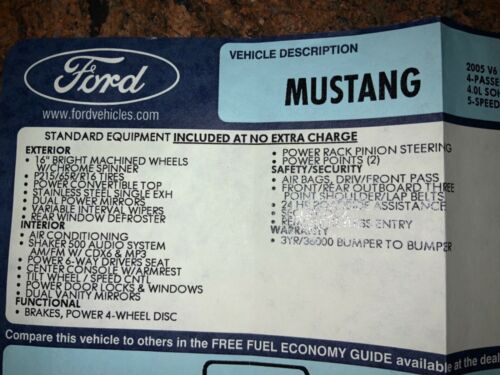 Ford
www.fordvehicles.com
VEHICLE DESCRIPTION
MUSTANG
2005 V6
4-PASSE
4.0L SOH
5-SPEED
STANDARD EQUIPMENT INCLUDED AT NO EXTRA CHARGE
EXTERIOR
• 16" BRIGHT MACHINED WHEELS
W/CHROME SPINNER
• P215/65R/R16 TIRES
• POWER CONVERTIBLE TOP
• STAINLESS STEEL SINGLE EXH
• DUAL POWER MIRRORS
• VARIABLE INTERVAL WIPERS
• REAR WINDOW DEFROSTER
INTERIOR
• AIR CONDITIONING
• SHAKER 500 AUDIO SYSTEM
AM/FM W/ CDX6 & MP3
• POWER 6-WAY DRIVERS SEAT
• CENTER CONSOLE W/ARMREST
• TILT WHEEL / SPEED CNTL
• POWER DOOR LOCKS & WINDOWS
• DUAL VANITY MIRRORS
FUNCTIONAL
• BRAKES, POWER 4-WHEEL DISC
• POWER RACK PINION STEERING
• POWER POINTS (2)
SAFETY/SECURITY
• AIR BAGS, DRIV/FRONT PASS
• FRONT/REAR OUTBOARD THREE
POINT SHOULDER/LAP BELTS
• 24 ASSISTANCE
•
• ENTRY
WARRANTY
• 3YR/36000 BUMPER TO BUMPER
Compare this vehicle to others in the FREE FUEL ECONOMY GUIDE available at the deal